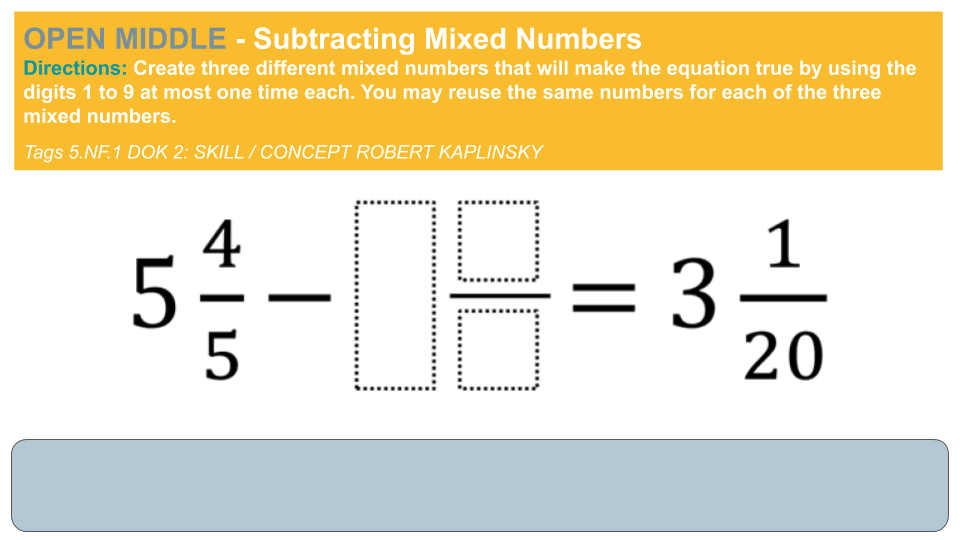 OPEN MIDDLE - Subtracting Mixed Numbers
Directions: Create three different mixed numbers that will make the equation true by using the
digits 1 to 9 at most one time each. You may reuse the same numbers for each of the three
mixed numbers.
Tags 5.NF.1 DOK 2: SKILL / CONCEPT ROBERT KAPLINSKY
5 4/5 − = 3 1/20